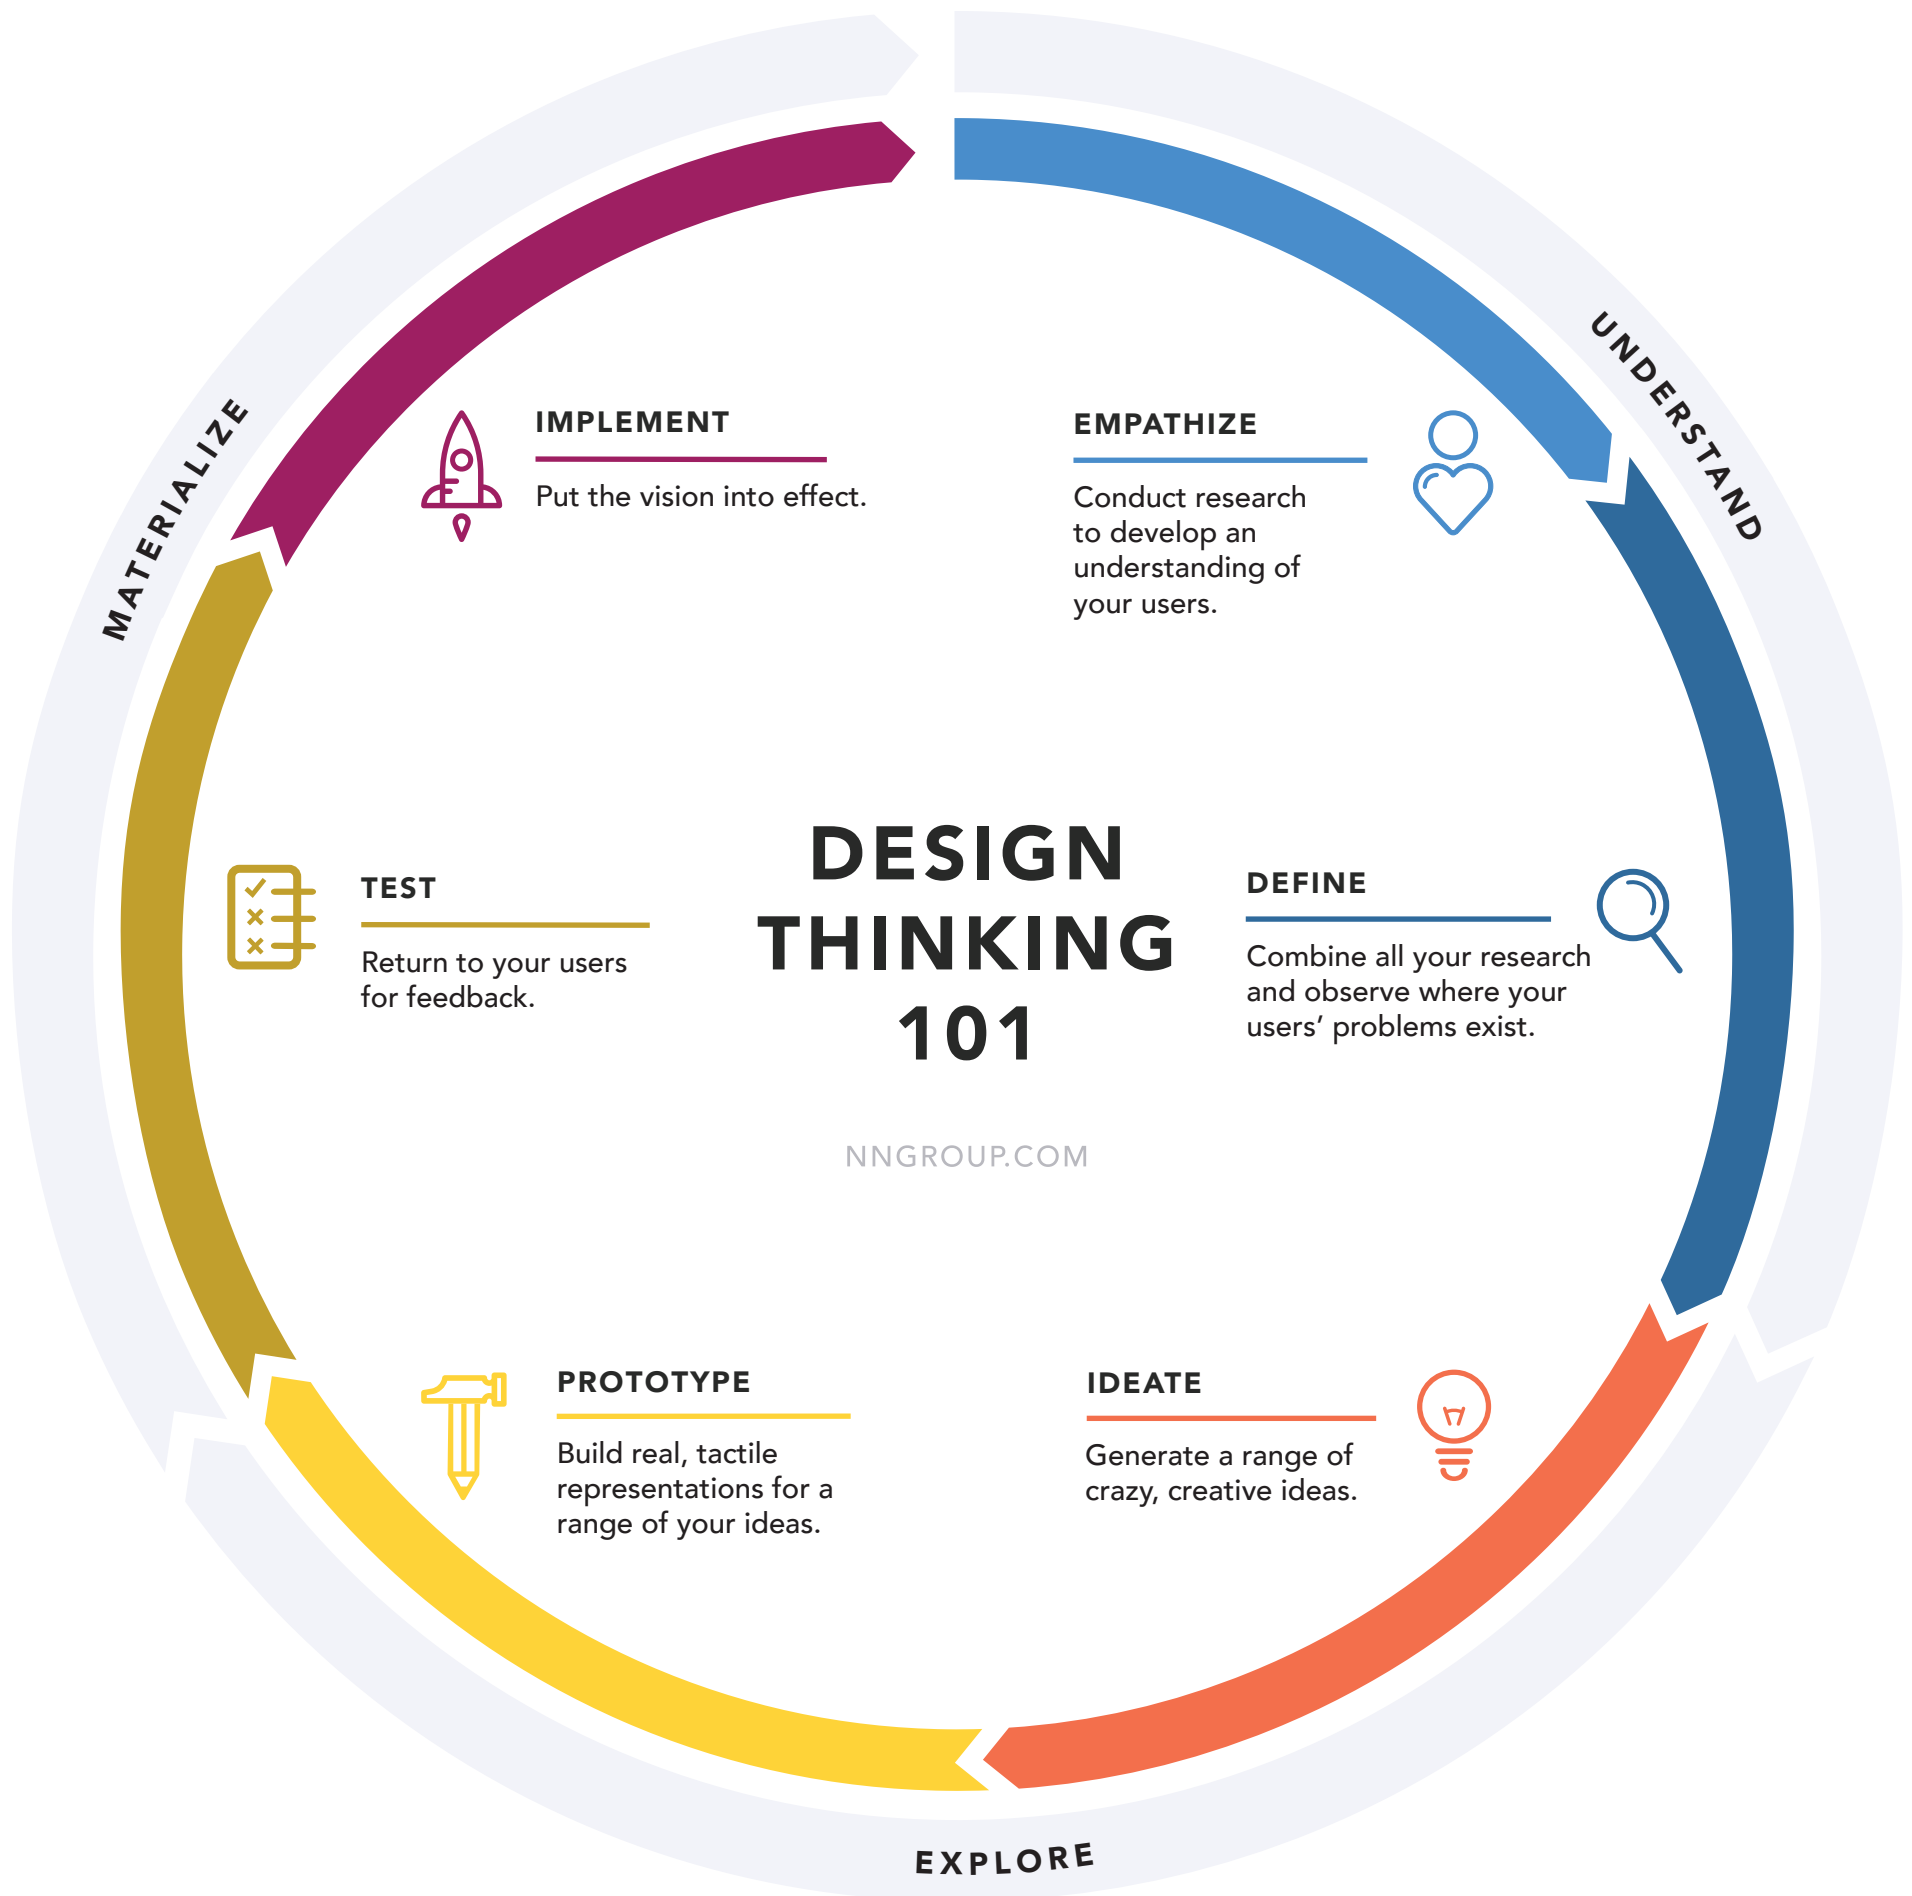 DESIGN
THINKING
101
NNGROUP.COM
UNDERSTAND
EMPATHIZE
Conduct research
to develop an
understanding of
your users.
DEFINE
Combine all your research
and observe where your
users’ problems exist.
EXPLORE
IDEATE
Generate a range of
crazy, creative ideas.
PROTOTYPE
Build real, tactile
representations for a
range of your ideas.
MATERIALIZE
TEST
Return to your users
for feedback.
IMPLEMENT
Put the vision into effect.